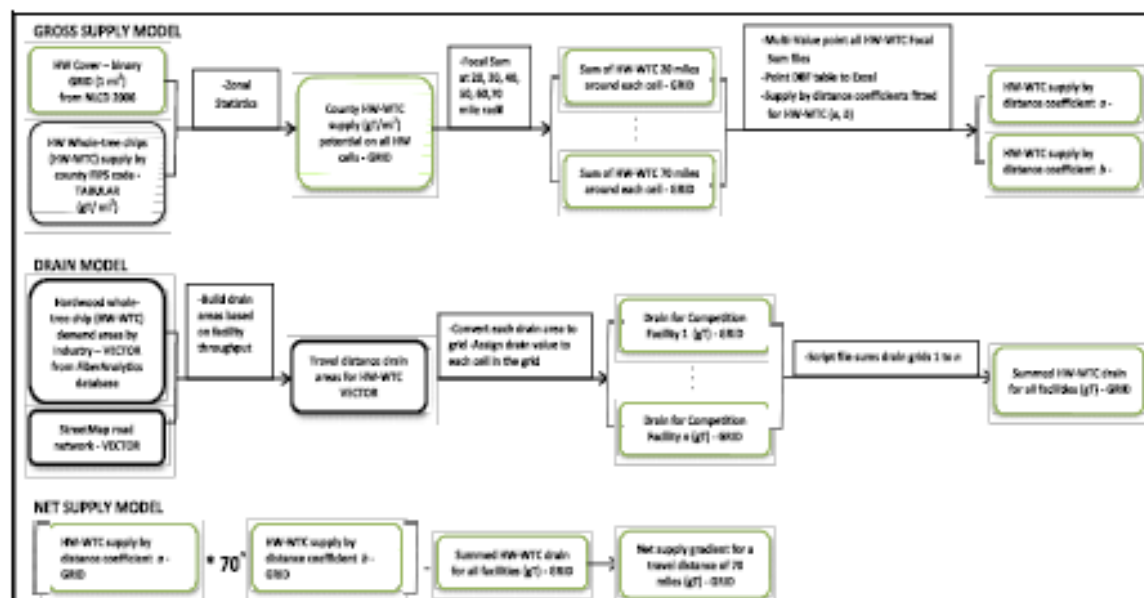 GROSS SUPPLY MODEL
HW Cover – binary
GRID (1 m²)
from NLCD 2006
HW Whole-tree chips
(HW-WTC) supply by
county FIPS code -
TABULAR
(gT/ m²)
-Zonal
Statistics
County HW-WTC
supply (gT/m²)
potential on all HW
cells - GRID
-Focal Sum
at 20, 30, 40,
50, 60,70
mile radii
Sum of HW-WTC 20 miles
around each cell - GRID
Sum of HW-WTC 70 miles
around each cell - GRID
-Multi-Value point all HW-WTC Focal
Sum files
-Point DBF table to Excel
-Supply by distance coefficients fitted
for HW-WTC (a, b)
HW-WTC supply by
distance coefficient a -
HW-WTC supply by
distance coefficient b -
DRAIN MODEL
Hardwood whole-
tree chip (HW-WTC)
demand areas by
industry – VECTOR
from FiberAnalytics
database
StreetMap road
network - VECTOR
-Build drain
areas based
on facility
throughput
Travel distance drain
areas for HW-WTC
VECTOR
-Convert each drain area to
grid -Assign drain value to
each cell in the grid
Drain for Competition
Facility 1 (gT) - GRID
Drain for Competition
Facility n (gT) - GRID
-Script file-sums drain grids 1 to n
Summed HW-WTC drain
for all facilities (gT) - GRID
NET SUPPLY MODEL
HW-WTC supply by
distance coefficient a -
GRID
* 70^
HW-WTC supply by
distance coefficient b -
GRID
-
Summed HW-WTC drain
for all facilities (gT) - GRID
Net supply gradient for a
travel distance of 70
miles (gT) - GRID